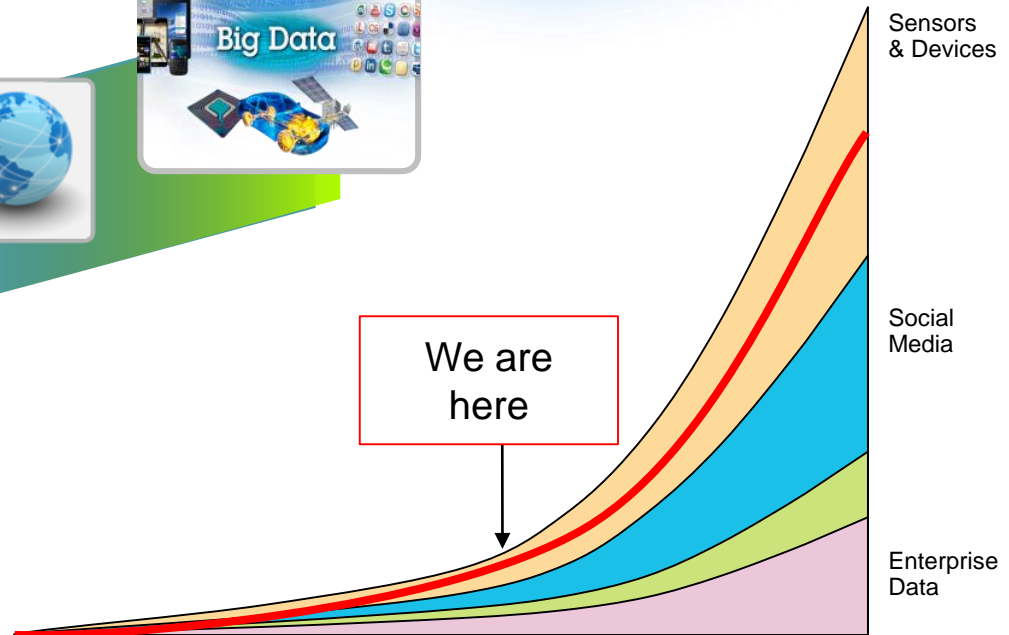 Big Data
Sensors
& Devices
We are
here
Social
Media
Enterprise
Data